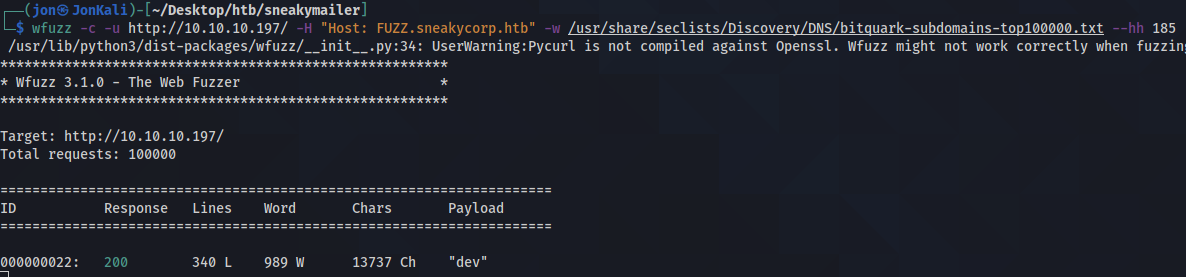 ┌──(jon㉿JonKali)-[~/Desktop/htb/sneakymailer]
└─$ wfuzz -c -u http://10.10.10.197/ -H "Host: FUZZ.sneakycorp.htb" -w /usr/share/seclists/Discovery/DNS/bitquark-subdomains-top100000.txt --hh 185
/usr/lib/python3/dist-packages/wfuzz/__init__.py:34: UserWarning:Pycurl is not compiled against Openssl. Wfuzz might not work correctly when fuzzing
********************************************************
* Wfuzz 3.1.0 - The Web Fuzzer *
********************************************************
Target: http://10.10.10.197/
Total requests: 100000
=====================================================================
ID Response Lines Word Chars Payload
=====================================================================
000000022: 200 340 L 989 W 13737 Ch "dev"